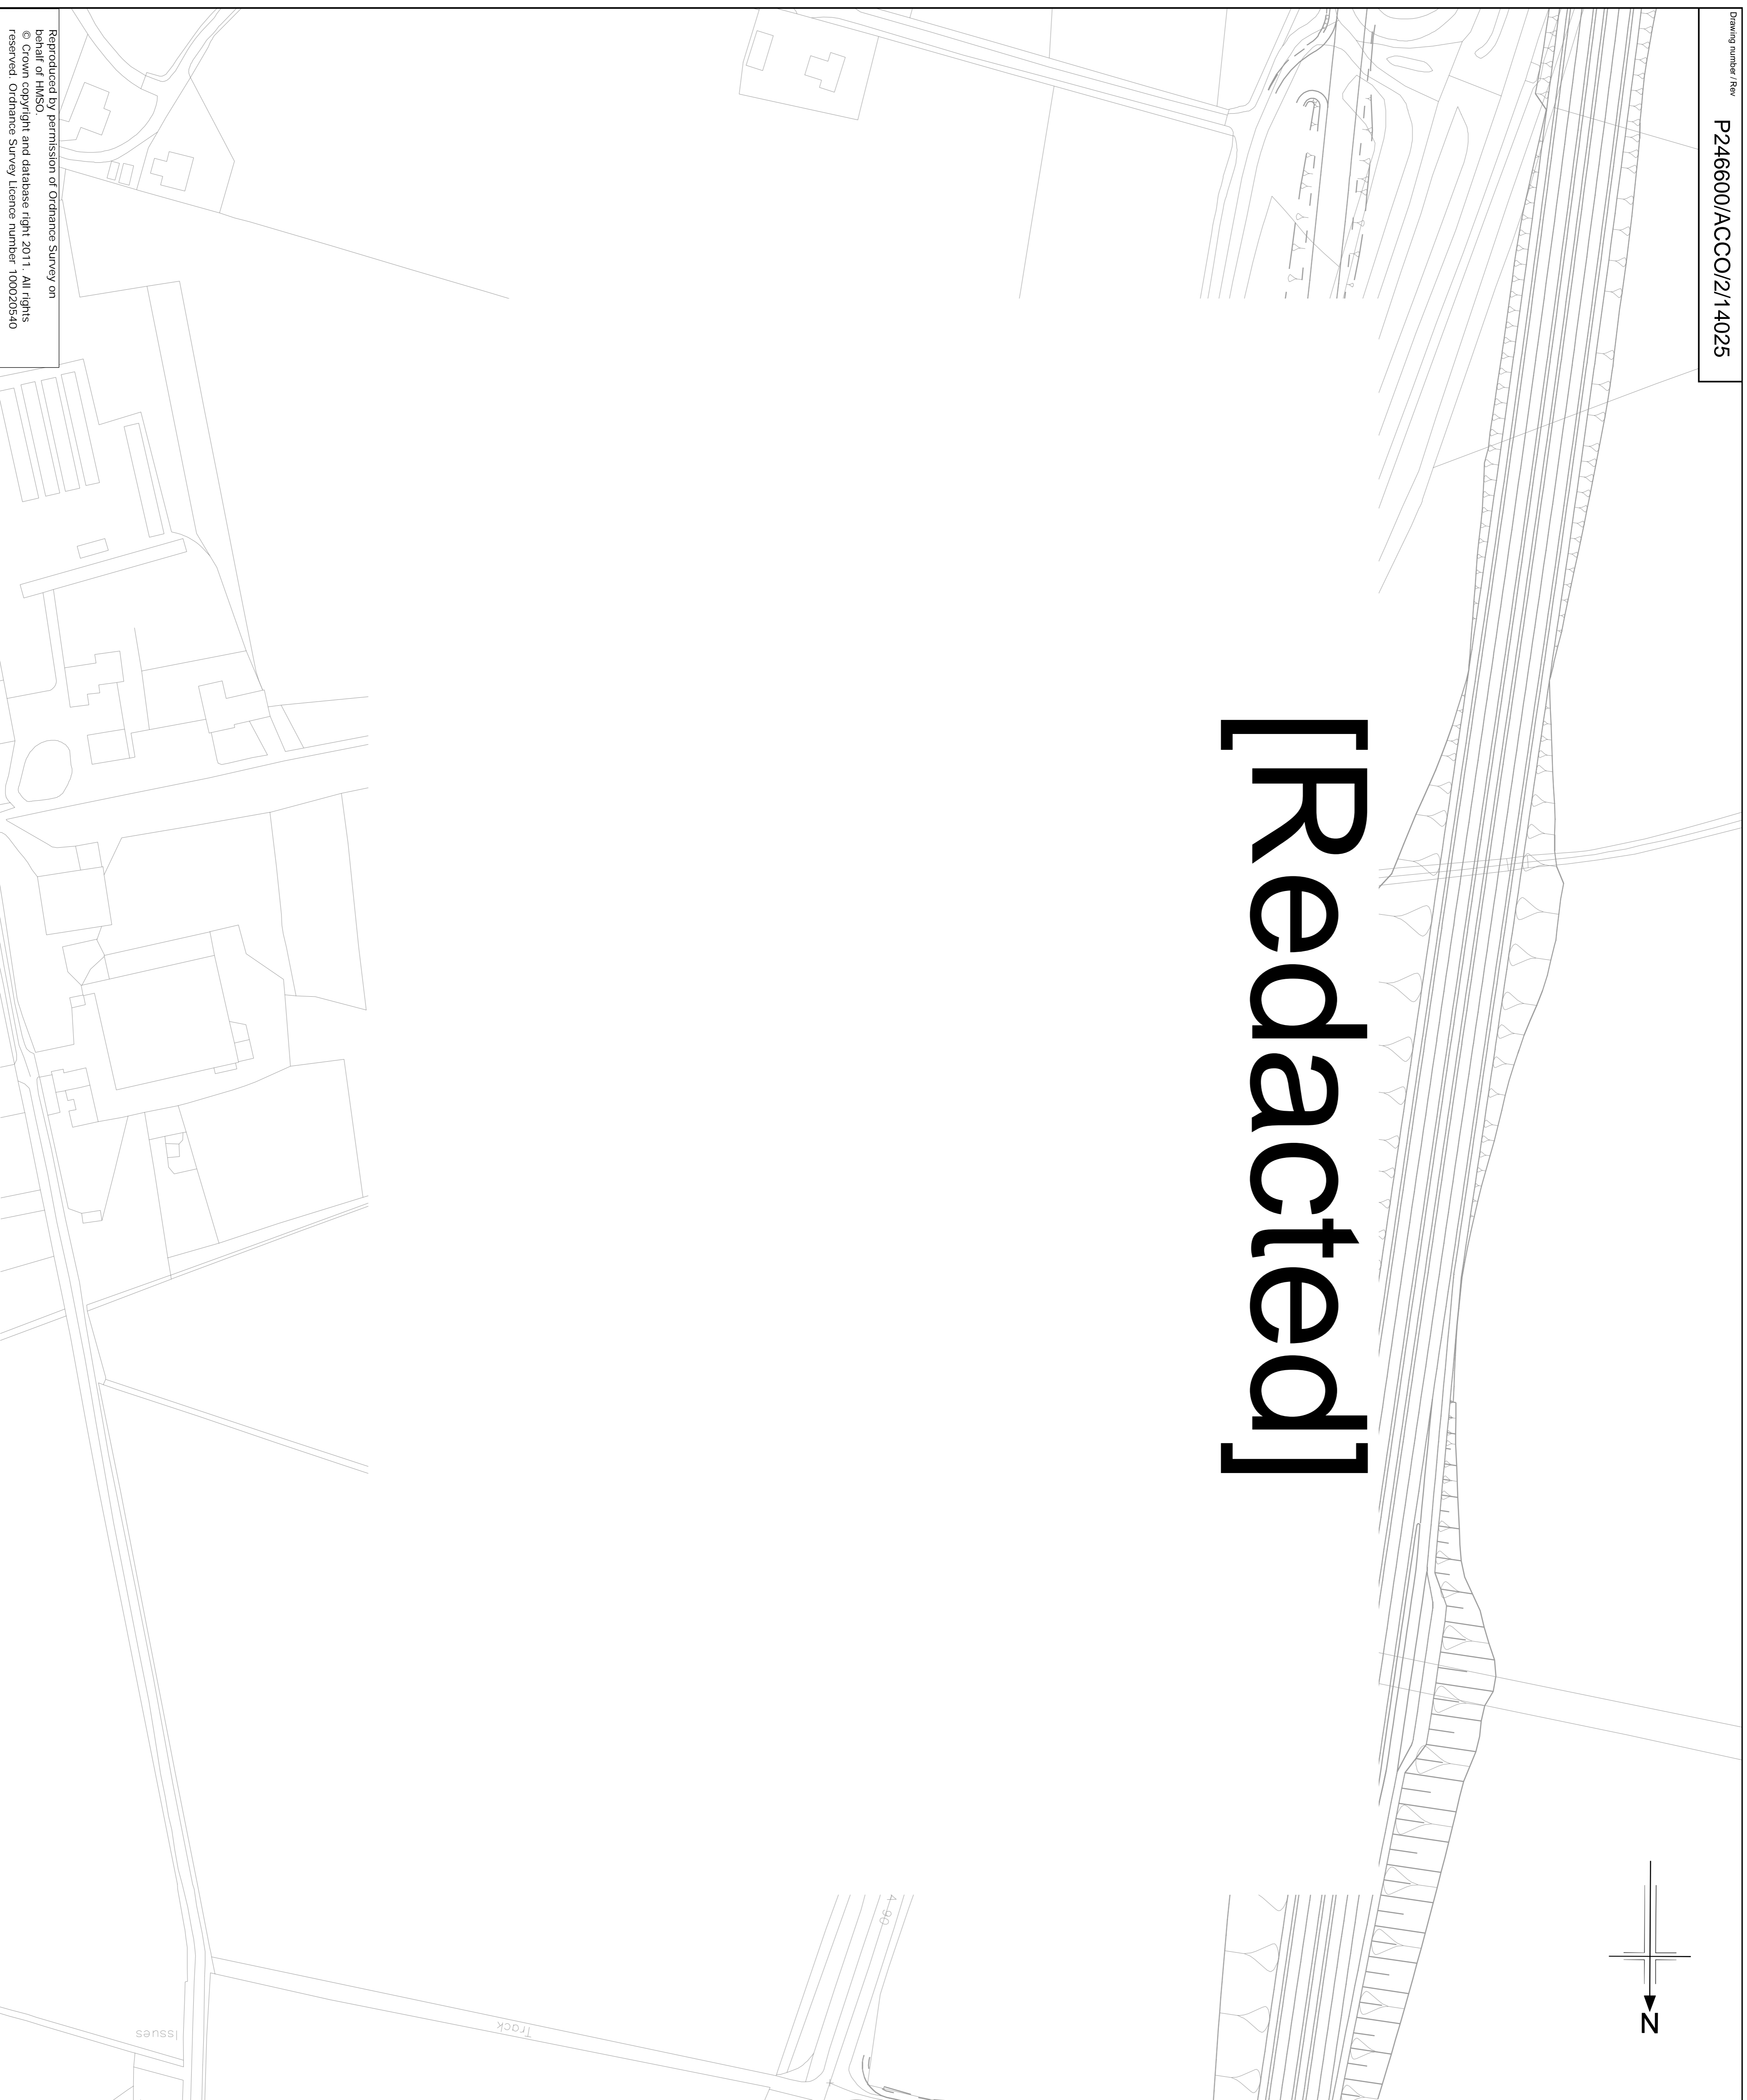 Drawing number / Rev
P246600/ACCO/2/14025
[Redacted]
N
Reproduced by permission of Ordnance Survey on
behalf of HMSO.
© Crown copyright and database right 2011. All rights
reserved. Ordnance Survey Licence number 100020540
A 90
Track
Issues